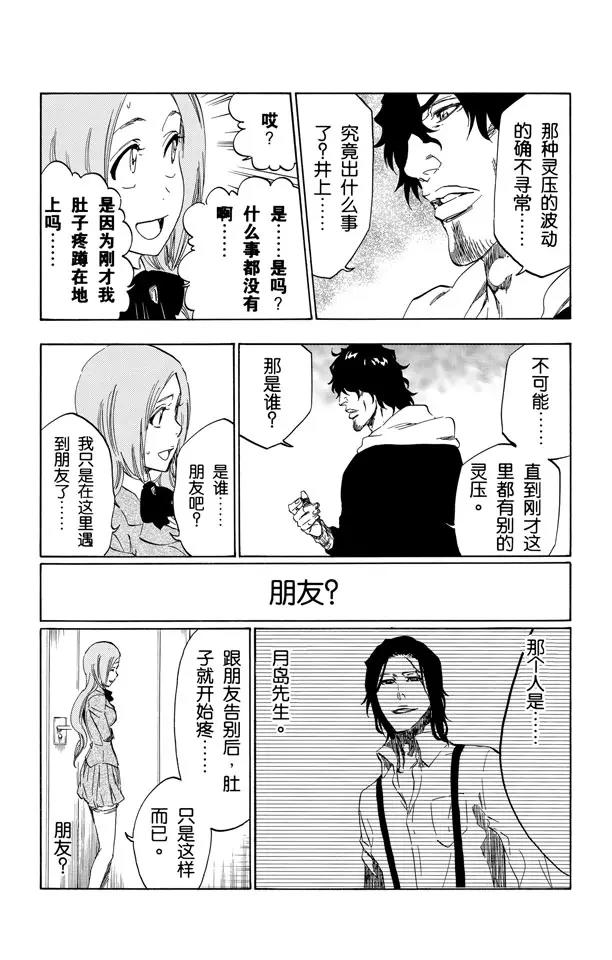 那种灵压的波动
的确不寻常……
究竟出什么事
了？井上……
哎？
是……是吗？
什么事都没有
啊……
是因为刚才我
肚子疼蹲在地
上吗……
不可能……
直到刚才这
里都有别的
灵压。
那是谁？
是谁……
朋友吧？
我只是在这里遇
到朋友了……
朋友？
那个人是……
月岛先生。
跟朋友告别后，肚
子就开始疼……
只是这样
而已。
朋友？